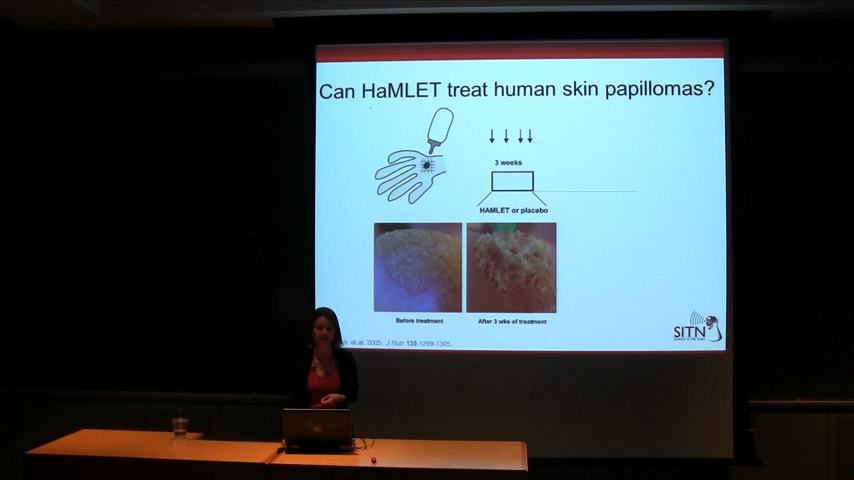 Can HaMLET treat human skin papillomas?
3 weeks
HAMLET or placebo
Before treatment
After 3 wks of treatment
et.al. 2005. J Nutr 135:1299-1305.
SITN